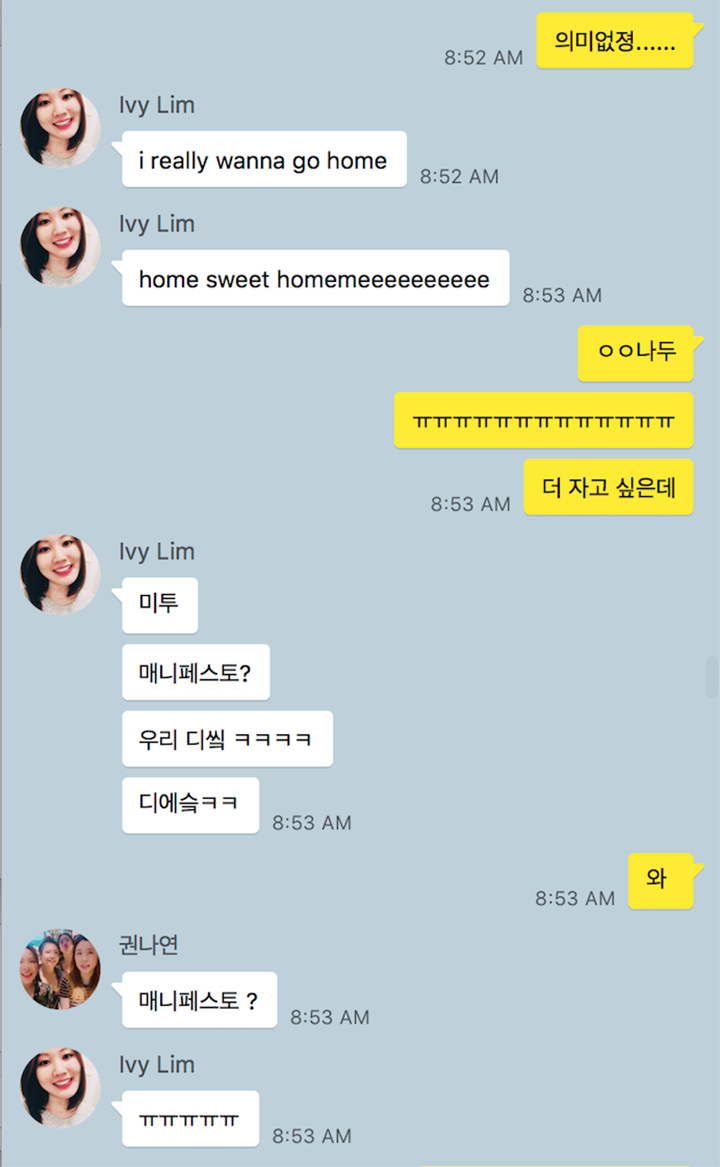 의미없졍......
8:52 AM
Ivy Lim
i really wanna go home
8:52 AM
Ivy Lim
home sweet homemeeeeeeeeee
8:53 AM
ㅇㅇ나두
ㅠㅠㅠㅠㅠㅠㅠㅠㅠㅠㅠㅠㅠ
더 자고 싶은데
8:53 AM
Ivy Lim
미투
매니페스토?
우리 디씰 ㅋㅋㅋㅋ
디에슬ㅋㅋ
8:53 AM
와
8:53 AM
권나연
매니페스토 ?
8:53 AM
Ivy Lim
ㅠㅠㅠㅠㅠ
8:53 AM